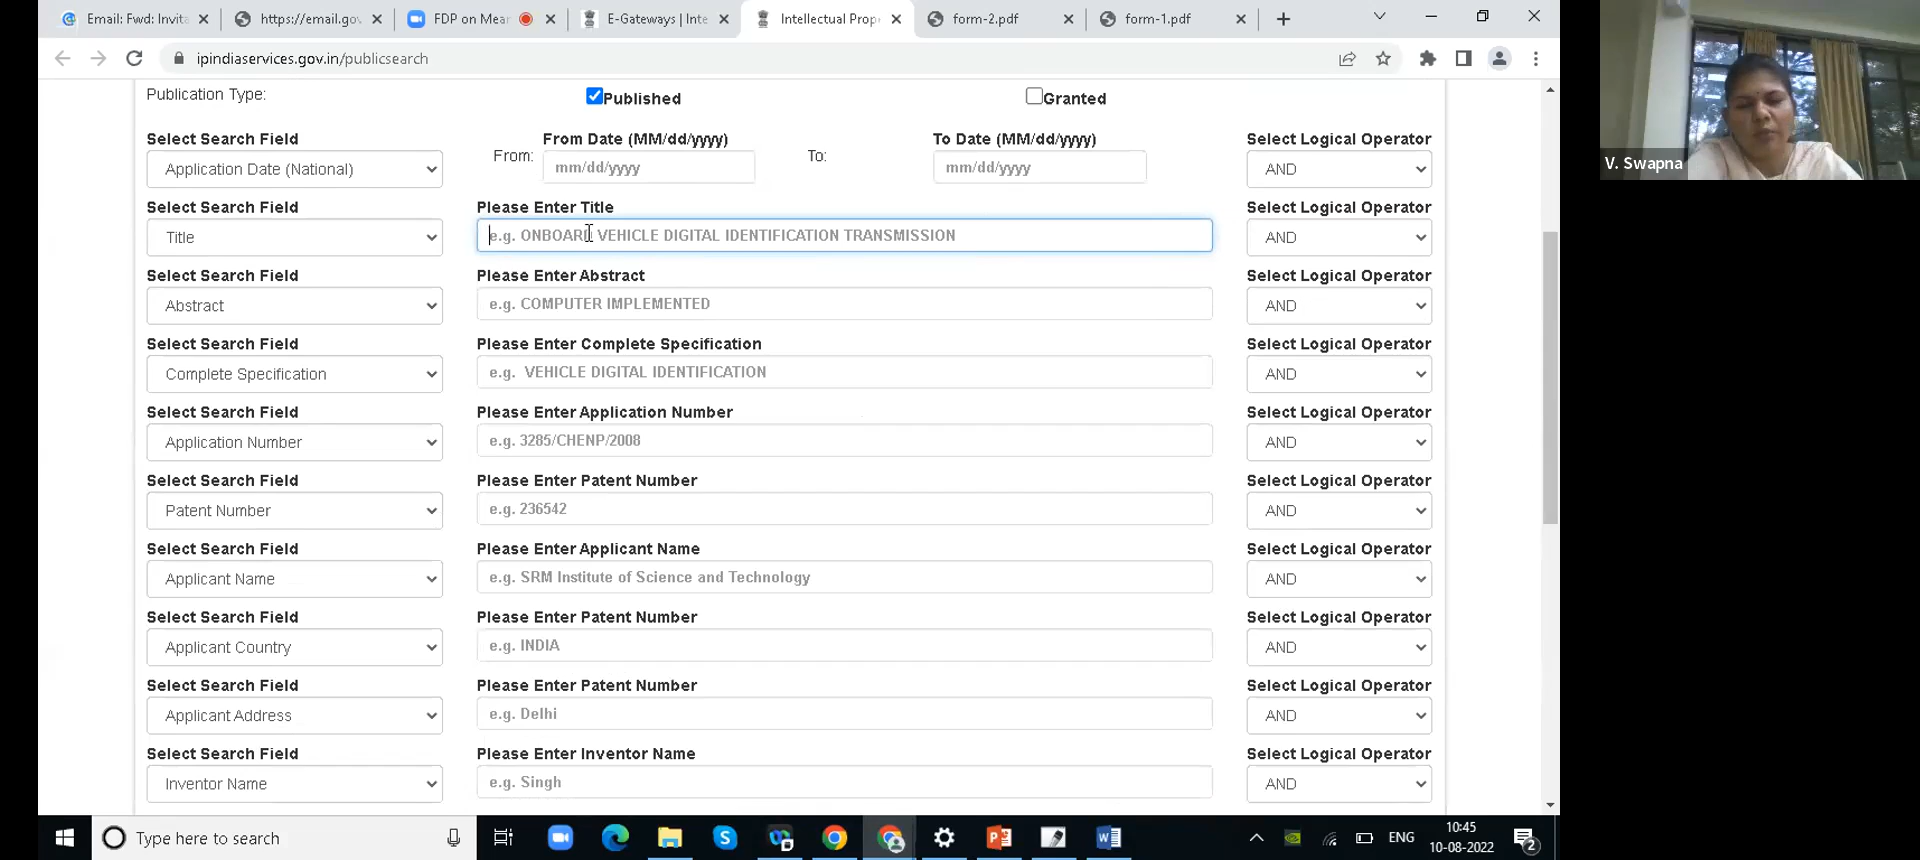 Email: Fwd: Invita
https://email.gov
FDP on Mean
E-Gateways | Inte
Intellectual Prop
form-2.pdf
form-1.pdf
ipindiaservices.gov.in/publicsearch
Publication Type:
Published
Granted
Select Search Field
From Date (MM/dd/yyyy)
To Date (MM/dd/yyyy)
Select Logical Operator
Application Date (National)
From:
mm/dd/yyyy
To:
mm/dd/yyyy
AND
Select Search Field
Please Enter Title
Select Logical Operator
Title
e.g. ONBOARD VEHICLE DIGITAL IDENTIFICATION TRANSMISSION
AND
Select Search Field
Please Enter Abstract
Select Logical Operator
Abstract
e.g. COMPUTER IMPLEMENTED
AND
Select Search Field
Please Enter Complete Specification
Select Logical Operator
Complete Specification
e.g. VEHICLE DIGITAL IDENTIFICATION
AND
Select Search Field
Please Enter Application Number
Select Logical Operator
Application Number
e.g. 3285/CHENP/2008
AND
Select Search Field
Please Enter Patent Number
Select Logical Operator
Patent Number
e.g. 236542
AND
Select Search Field
Please Enter Applicant Name
Select Logical Operator
Applicant Name
e.g. SRM Institute of Science and Technology
AND
Select Search Field
Please Enter Patent Number
Select Logical Operator
Applicant Country
e.g. INDIA
AND
Select Search Field
Please Enter Patent Number
Select Logical Operator
Applicant Address
e.g. Delhi
AND
Select Search Field
Please Enter Inventor Name
Select Logical Operator
Inventor Name
e.g. Singh
AND
Type here to search
ENG
10:45
10-08-2022
2
V. Swapna